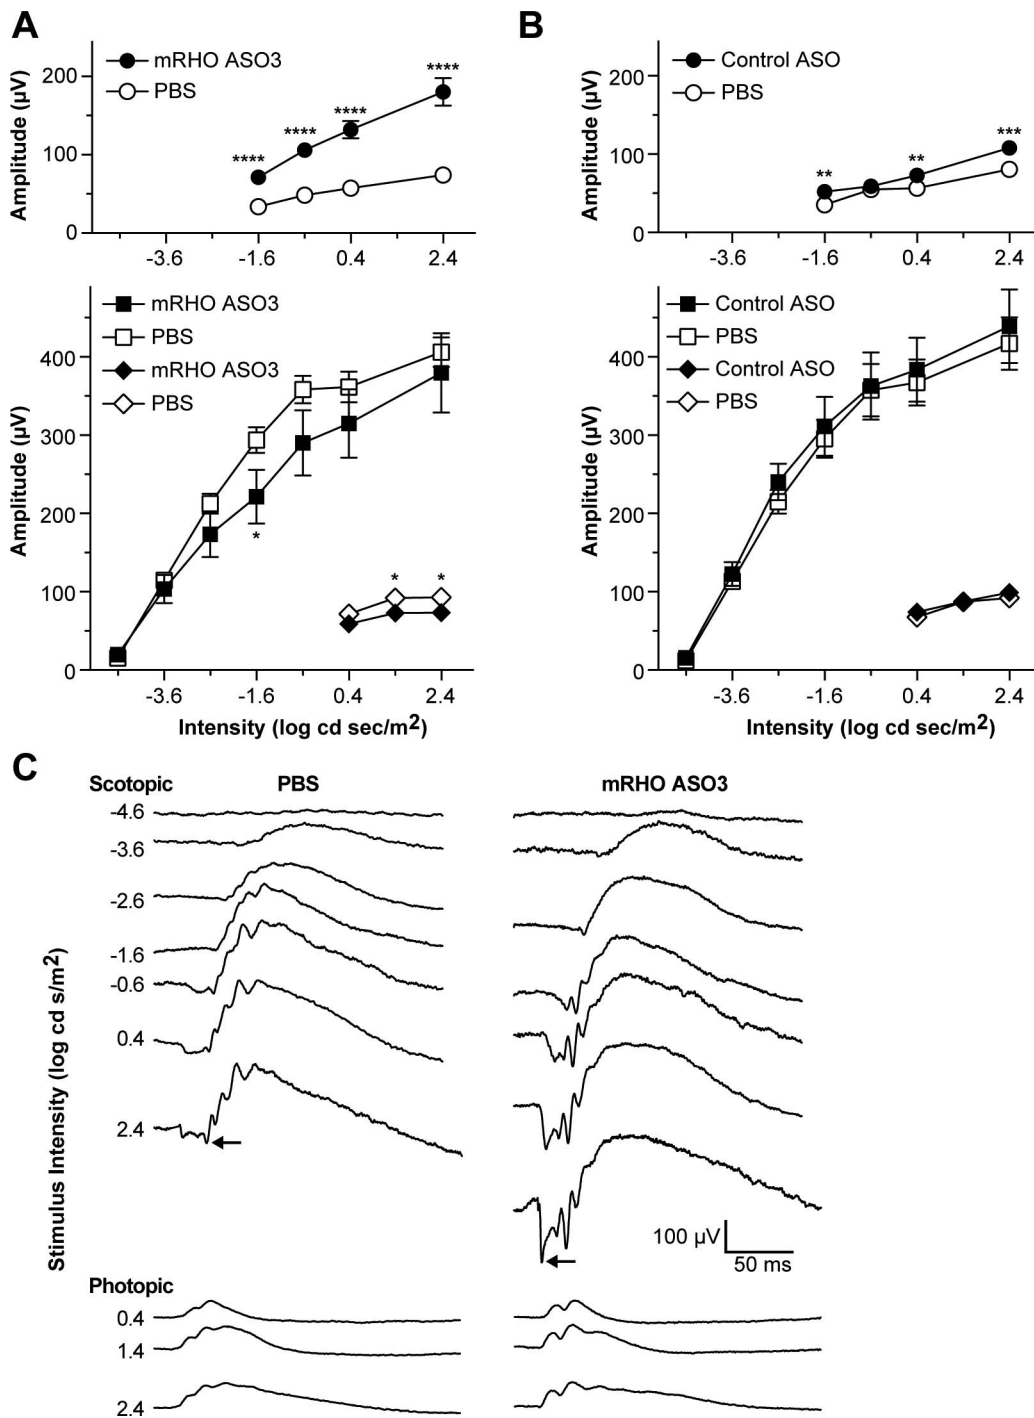 A
mRHO ASO3
PBS
****
****
****
****
Amplitude (µV)
200
100
0
-3.6
-1.6
0.4
2.4
mRHO ASO3
PBS
mRHO ASO3
PBS
Amplitude (µV)
400
300
200
100
0
*
*
*
-3.6
-1.6
0.4
2.4
Intensity (log cd sec/m²)
B
Control ASO
PBS
**
**
***
Amplitude (µV)
200
100
0
-3.6
-1.6
0.4
2.4
Control ASO
PBS
Control ASO
PBS
Amplitude (µV)
400
300
200
100
0
-3.6
-1.6
0.4
2.4
Intensity (log cd sec/m²)
C
Scotopic
PBS
mRHO ASO3
Stimulus Intensity (log cd s/m²)
-4.6
-3.6
-2.6
-1.6
-0.6
0.4
2.4
100 µV
50 ms
Photopic
0.4
1.4
2.4